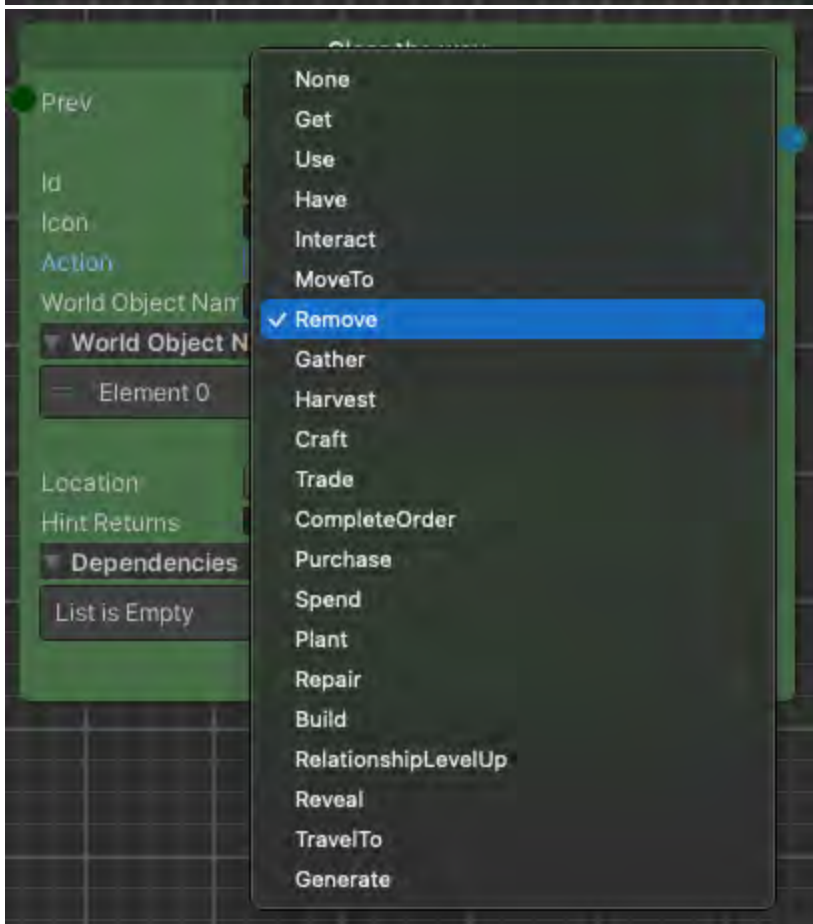 Prev
Id
Icon
Action
World Object Nam
World Object N
Element 0
Location
Hint Returns
Dependencies
List is Empty
None
Get
Use
Have
Interact
MoveTo
✓ Remove
Gather
Harvest
Craft
Trade
CompleteOrder
Purchase
Spend
Plant
Repair
Build
RelationshipLevelUp
Reveal
TravelTo
Generate